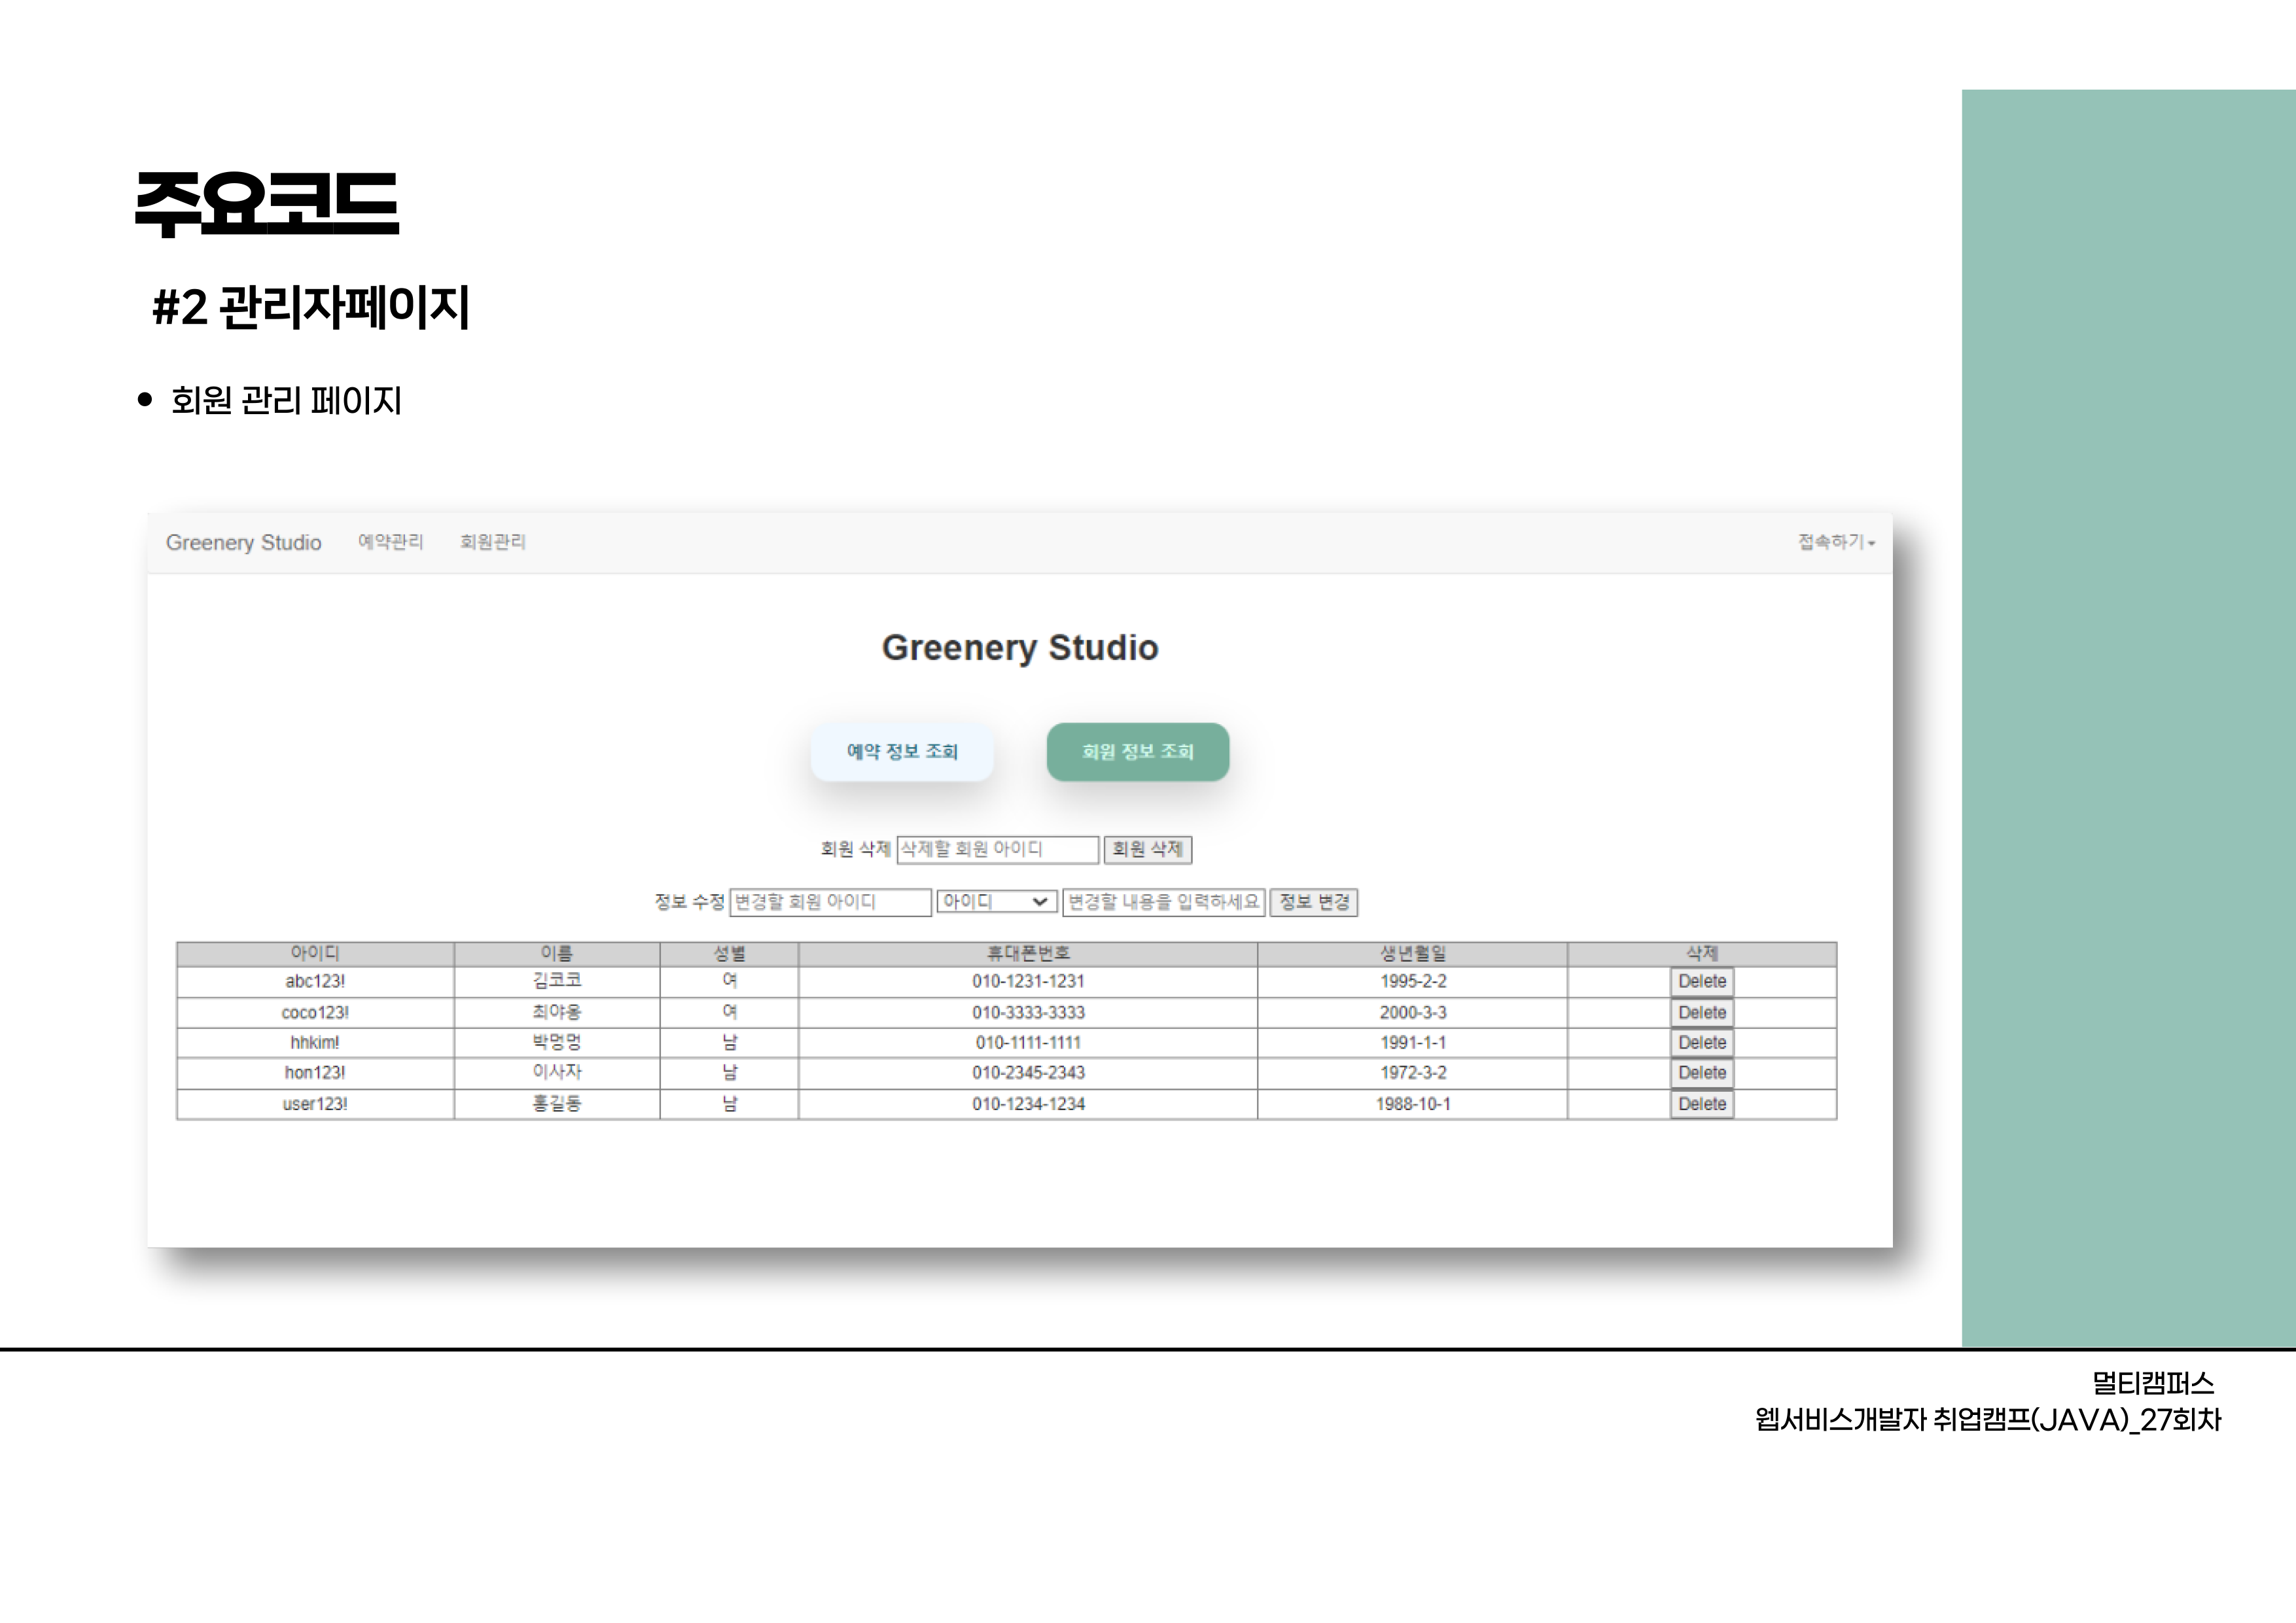 주요코드
#2 관리자페이지
• 회원 관리 페이지
Greenery Studio 예약관리 회원관리 접속하기
Greenery Studio
예약 정보 조회 회원 정보 조회
회원 삭제 삭제할 회원 아이디 회원 삭제
정보 수정 변경할 회원 아이디 아이디 변경할 내용을 입력하세요 정보 변경
아이디 이름 성별 휴대폰번호 생년월일 삭제
abc123! 김코코 여 010-1231-1231 1995-2-2 Delete
coco123! 최야옹 여 010-3333-3333 2000-3-3 Delete
hhkim! 박멍멍 남 010-1111-1111 1991-1-1 Delete
hon123! 이사자 남 010-2345-2343 1972-3-2 Delete
user123! 홍길동 남 010-1234-1234 1988-10-1 Delete
멀티캠퍼스
웹서비스개발자 취업캠프(JAVA)_27회차